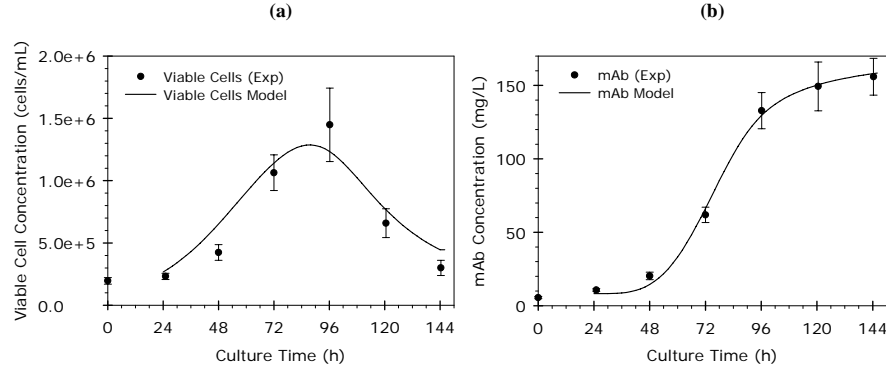 (a)
Viable Cell Concentration (cells/mL)
2.0e+6
1.5e+6
1.0e+6
5.0e+5
0.0
Viable Cells (Exp)
Viable Cells Model
0 24 48 72 96 120 144
Culture Time (h)
(b)
mAb Concentration (mg/L)
150
100
50
0
mAb (Exp)
mAb Model
0 24 48 72 96 120 144
Culture Time (h)